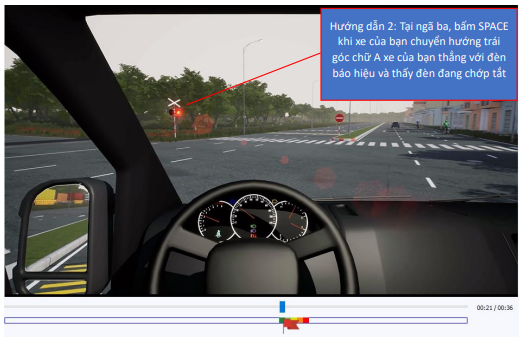 Hướng dẫn 2: Tại ngã ba, bấm SPACE
khi xe của bạn chuyển hướng trái
góc chữ A xe của bạn thẳng với đèn
báo hiệu và thấy đèn đang chớp tắt
00:21 / 00:36